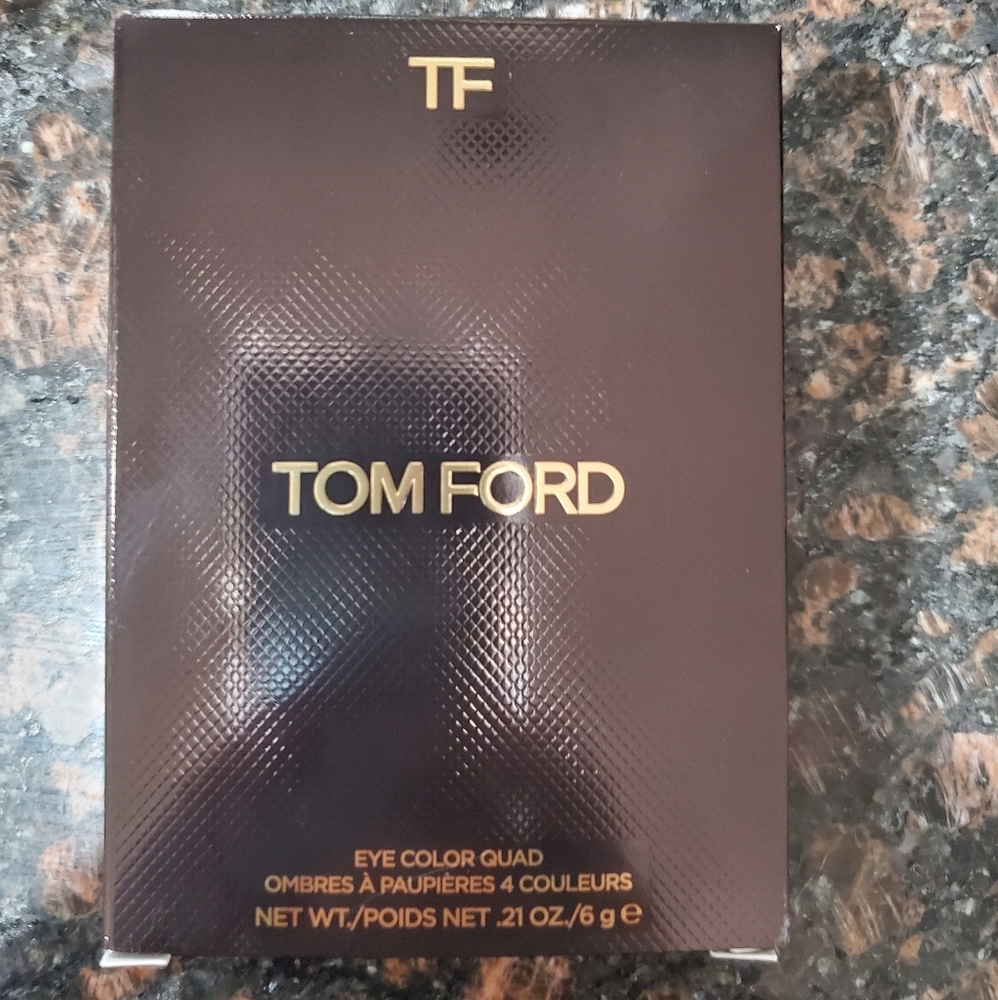 TF
TOM FORD
EYE COLOR QUAD
OMBRES À PAUPIÈRES 4 COULEURS
NET WT./POIDS NET .21 OZ./6 g e